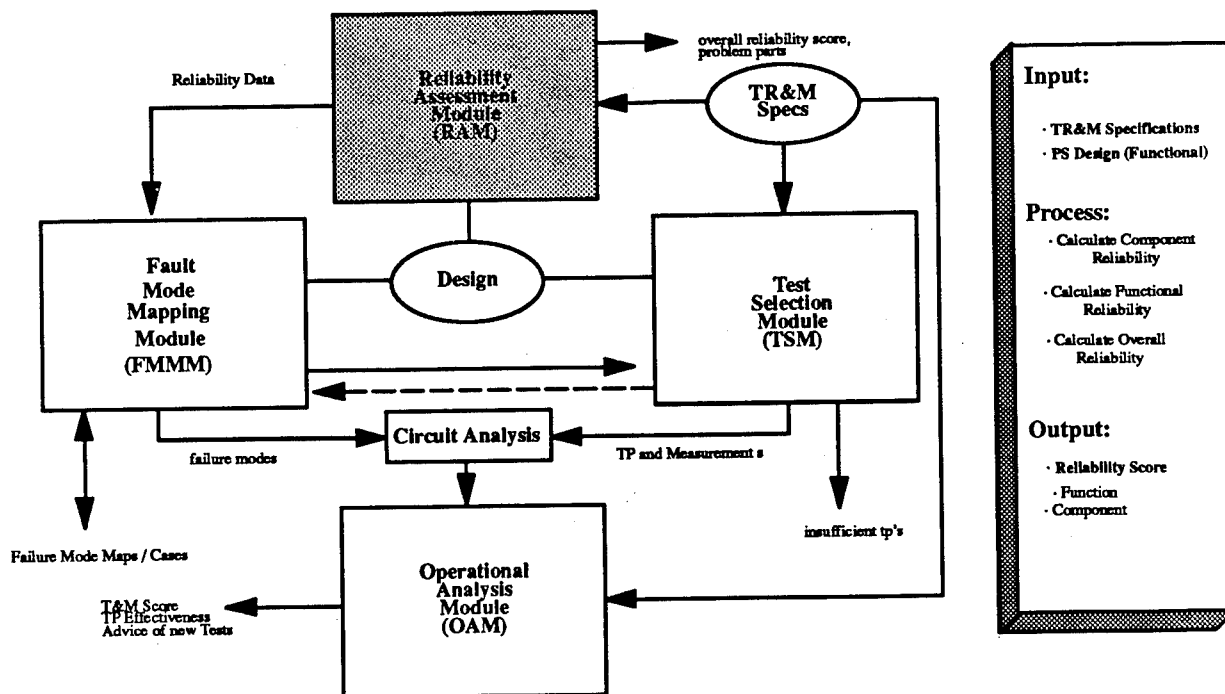 overall reliability score,
problem parts
Reliability Data
Reliability
Assessment
Module
(RAM)
TR&M
Specs
Fault
Mode
Mapping
Module
(FMMM)
Design
Test
Selection
Module
(TSM)
Circuit Analysis
failure modes
TP and Measurement s
insufficient tp's
Failure Mode Maps / Cases
Operational
Analysis
Module
(OAM)
T&M Score
TP Effectiveness
Advice of new Tests
Input:
· TR&M Specifications
· PS Design (Functional)
Process:
· Calculate Component
Reliability
· Calculate Functional
Reliability
· Calculate Overall
Reliability
Output:
· Reliability Score
· Function
· Component